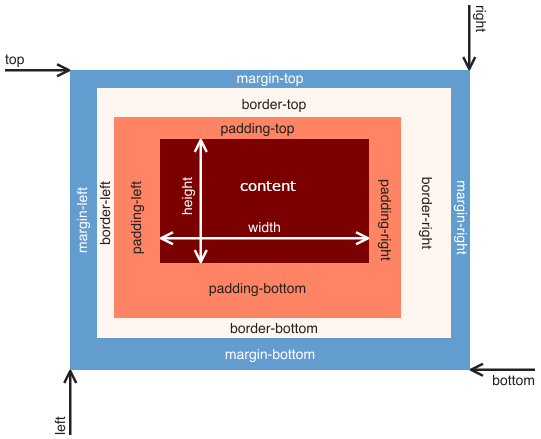 right
top
margin-top
border-top
padding-top
margin-left
border-left
padding-left
height
content
width
padding-right
border-right
margin-right
padding-bottom
border-bottom
margin-bottom
bottom
left